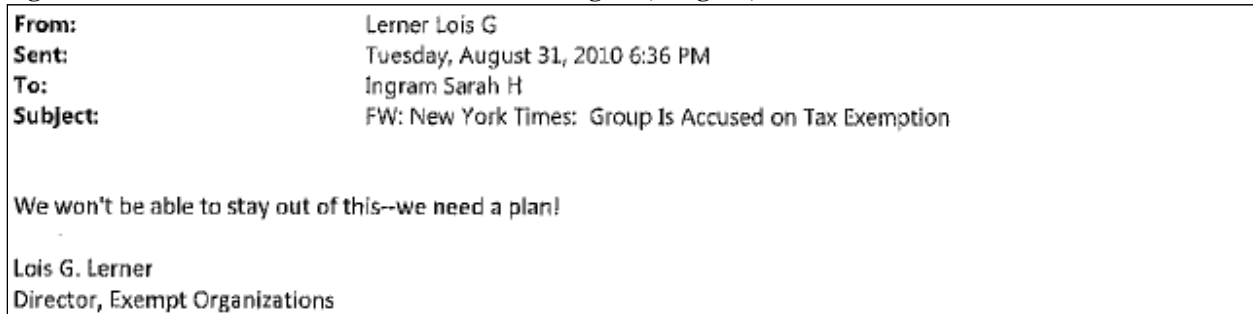 From: Lerner Lois G
Sent: Tuesday, August 31, 2010 6:36 PM
To: Ingram Sarah H
Subject: FW: New York Times: Group Is Accused on Tax Exemption
We won't be able to stay out of this--we need a plan!
Lois G. Lerner
Director, Exempt Organizations